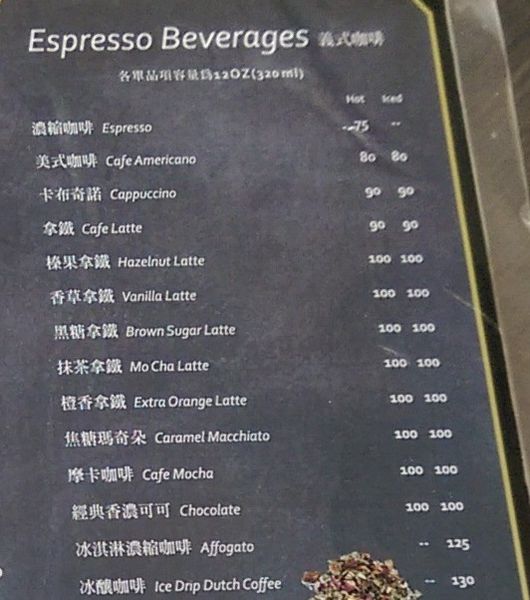 Espresso Beverages 義式咖啡
各單品項容量為12OZ(320ml)
Hot Iced
濃縮咖啡 Espresso 75 --
美式咖啡 Cafe Americano 80 80
卡布奇諾 Cappuccino 90 90
拿鐵 Cafe Latte 90 90
榛果拿鐵 Hazelnut Latte 100 100
香草拿鐵 Vanilla Latte 100 100
黑糖拿鐵 Brown Sugar Latte 100 100
抹茶拿鐵 Mo Cha Latte 100 100
橙香拿鐵 Extra Orange Latte 100 100
焦糖瑪奇朵 Caramel Macchiato 100 100
摩卡咖啡 Cafe Mocha 100 100
經典香濃可可 Chocolate 100 100
冰淇淋濃縮咖啡 Affogato -- 125
冰釀咖啡 Ice Drip Dutch Coffee -- 130